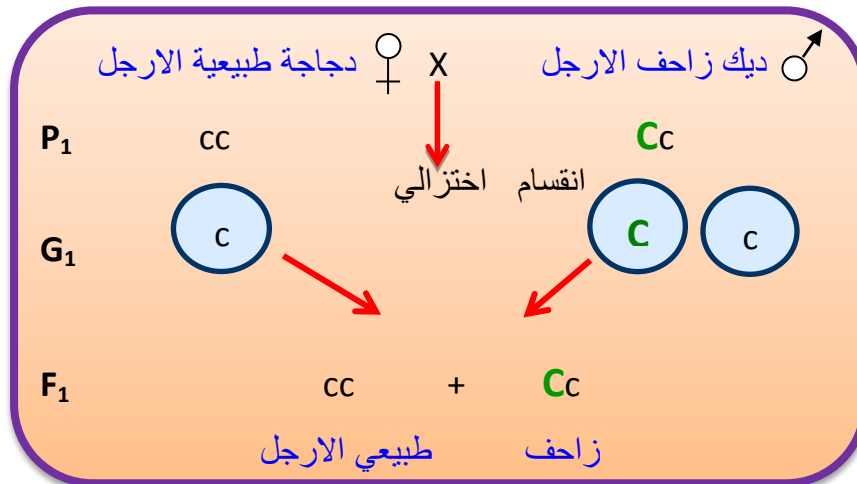 دجاجة طبيعية الارجل X ديك زاحف الارجل
P₁ cc Cc
انقسام اختزالي
G₁ c C c
F₁ cc + Cc
طبيعي الارجل زاحف